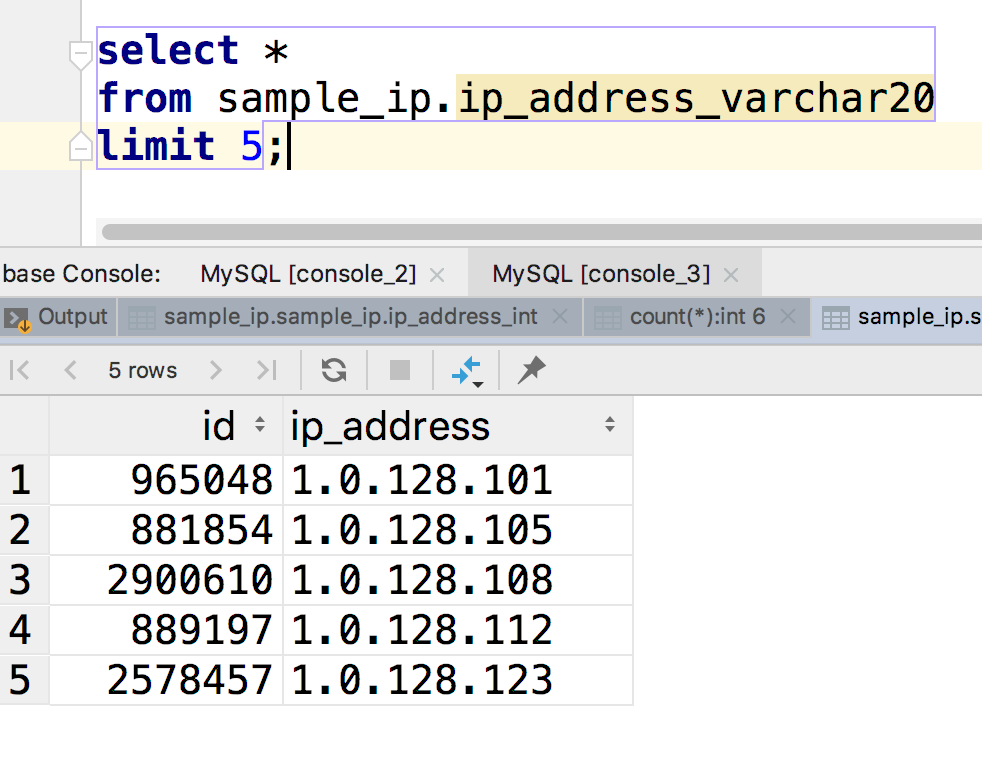 select *
from sample_ip.ip_address_varchar20
limit 5;
base Console: MySQL [console_2] MySQL [console_3]
Output sample_ip.sample_ip.ip_address_int count(*):int 6 sample_ip.s
5 rows
id ip_address
1 965048 1.0.128.101
2 881854 1.0.128.105
3 2900610 1.0.128.108
4 889197 1.0.128.112
5 2578457 1.0.128.123